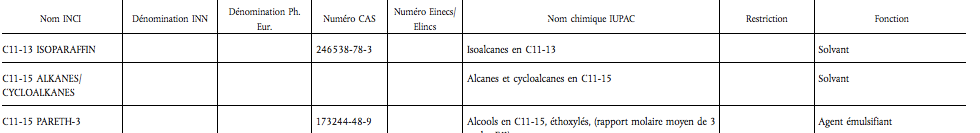 Nom INCI Dénomination INN Dénomination Ph. Eur. Numéro CAS Numéro Einecs/ Elincs Nom chimique IUPAC Restriction Fonction
C11-13 ISOPARAFFIN 246538-78-3 Isoalcanes en C11-13 Solvant
C11-15 ALKANES/ Alcanes et cycloalcanes en C11-15 Solvant
CYCLOALKANES
C11-15 PARETH-3 173244-48-9 Alcools en C11-15, éthoxylés, (rapport molaire moyen de 3 Agent émulsifiant